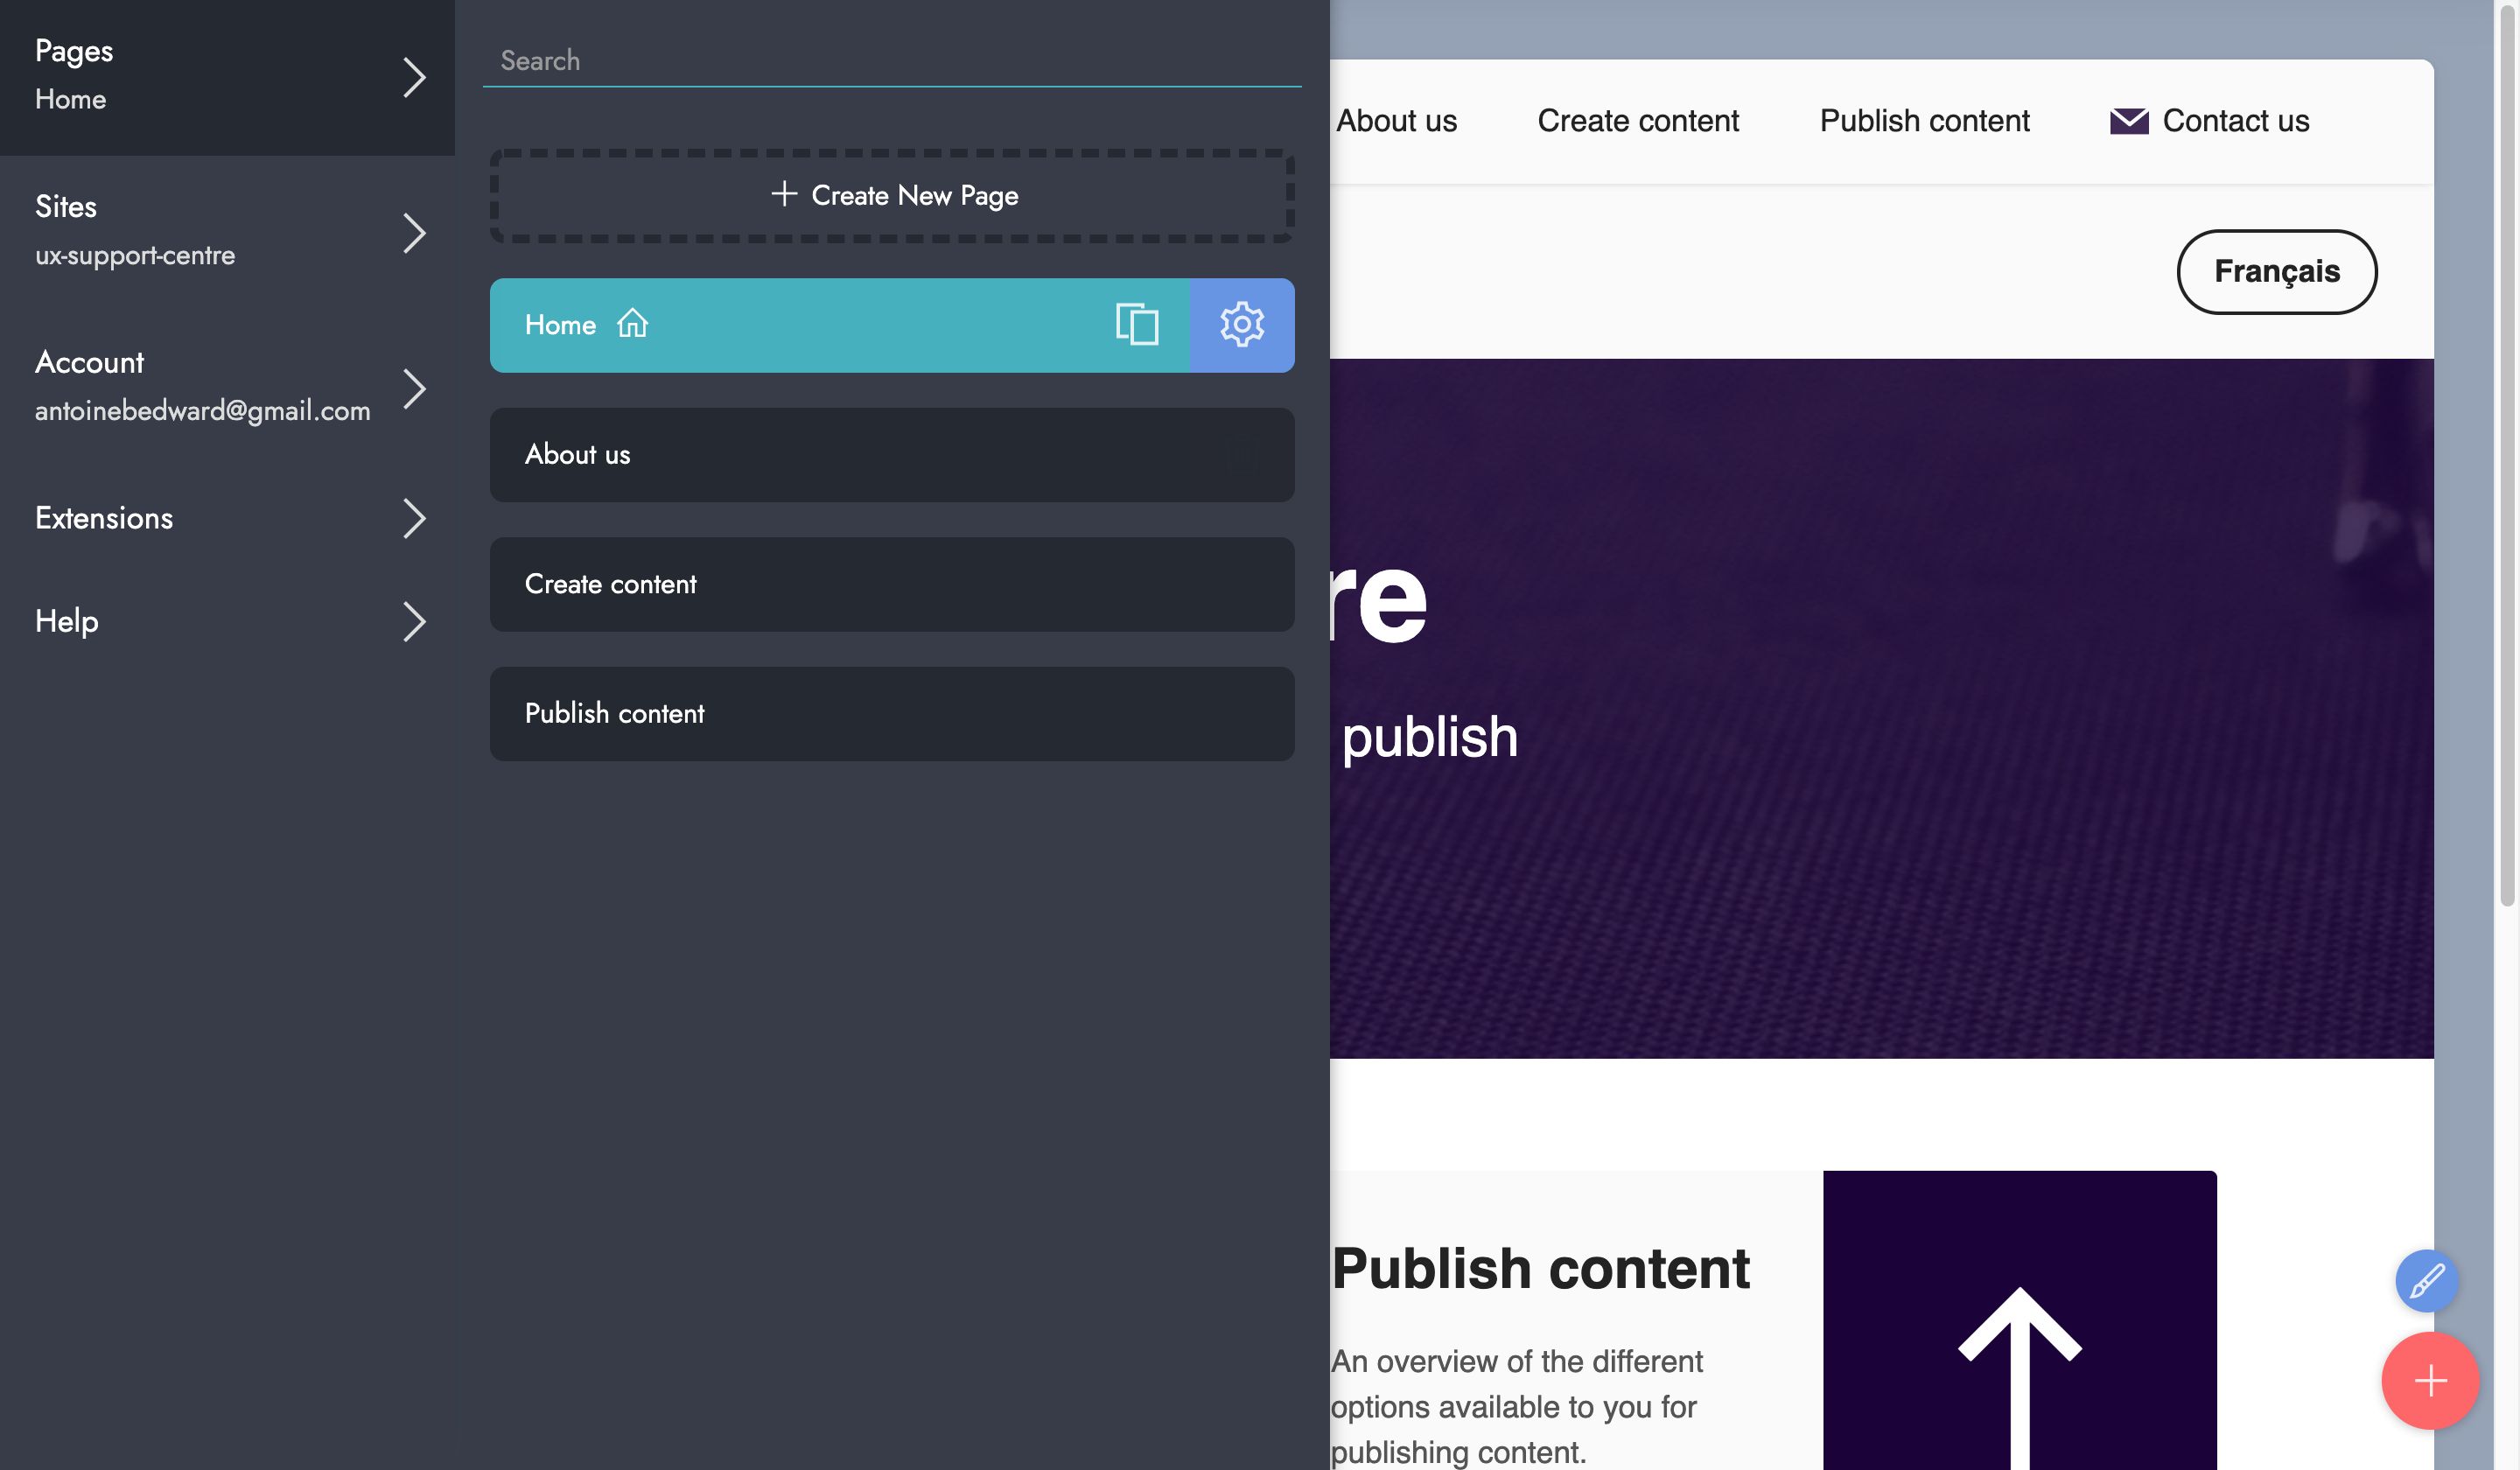 Pages
Home
Sites
ux-support-centre
Account
antoinebedward@gmail.com
Extensions
Help
Search
Create New Page
Home
About us
Create content
Publish content
About us
Create content
Publish content
Contact us
Français
re
publish
Publish content
An overview of the different
options available to you for
publishing content.